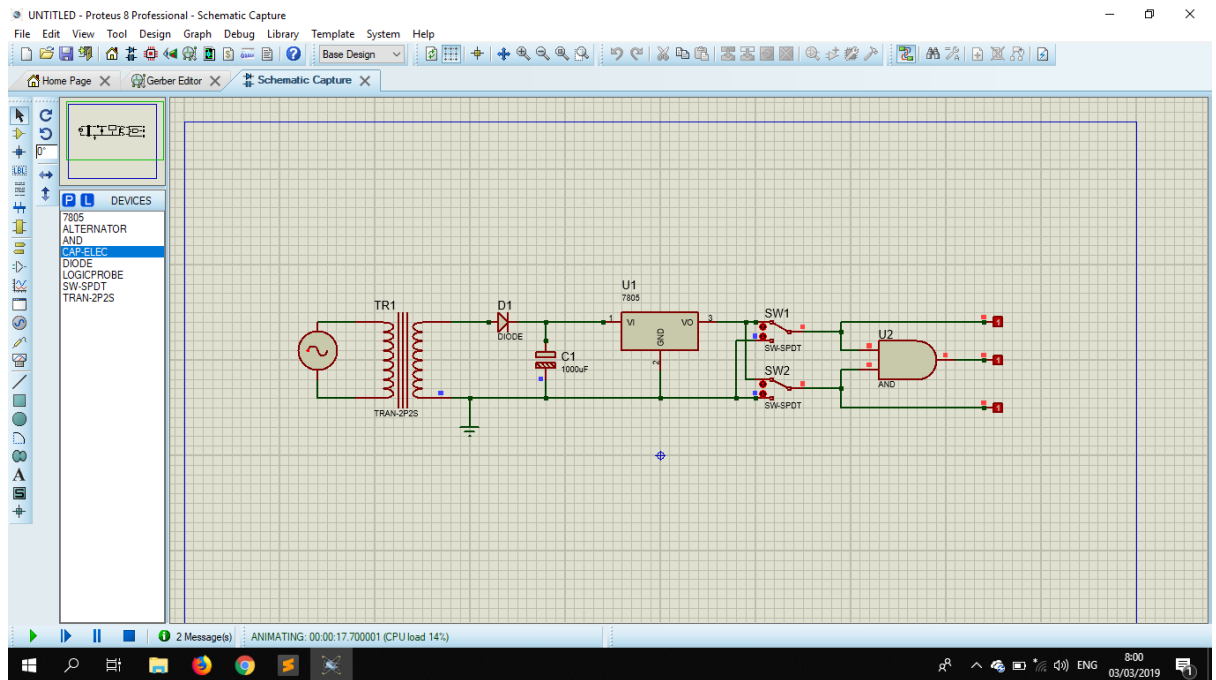 UNTITLED - Proteus 8 Professional - Schematic Capture
File Edit View Tool Design Graph Debug Library Template System Help
Base Design
Home Page
Gerber Editor
Schematic Capture
0°
LBL
P L DEVICES
7805
ALTERNATOR
AND
CAP-ELEC
DIODE
LOGICPROBE
SW-SPDT
TRAN-2P2S
A
S
TR1
TRAN-2P2S
D1
DIODE
C1
1000uF
U1
7805
1 VI VO 3
GND
2
SW1
SW-SPDT
SW2
SW-SPDT
U2
AND
1
1
1
2 Message(s) ANIMATING: 00:00:17.700001 (CPU load 14%)
ENG
8:00
03/03/2019
1